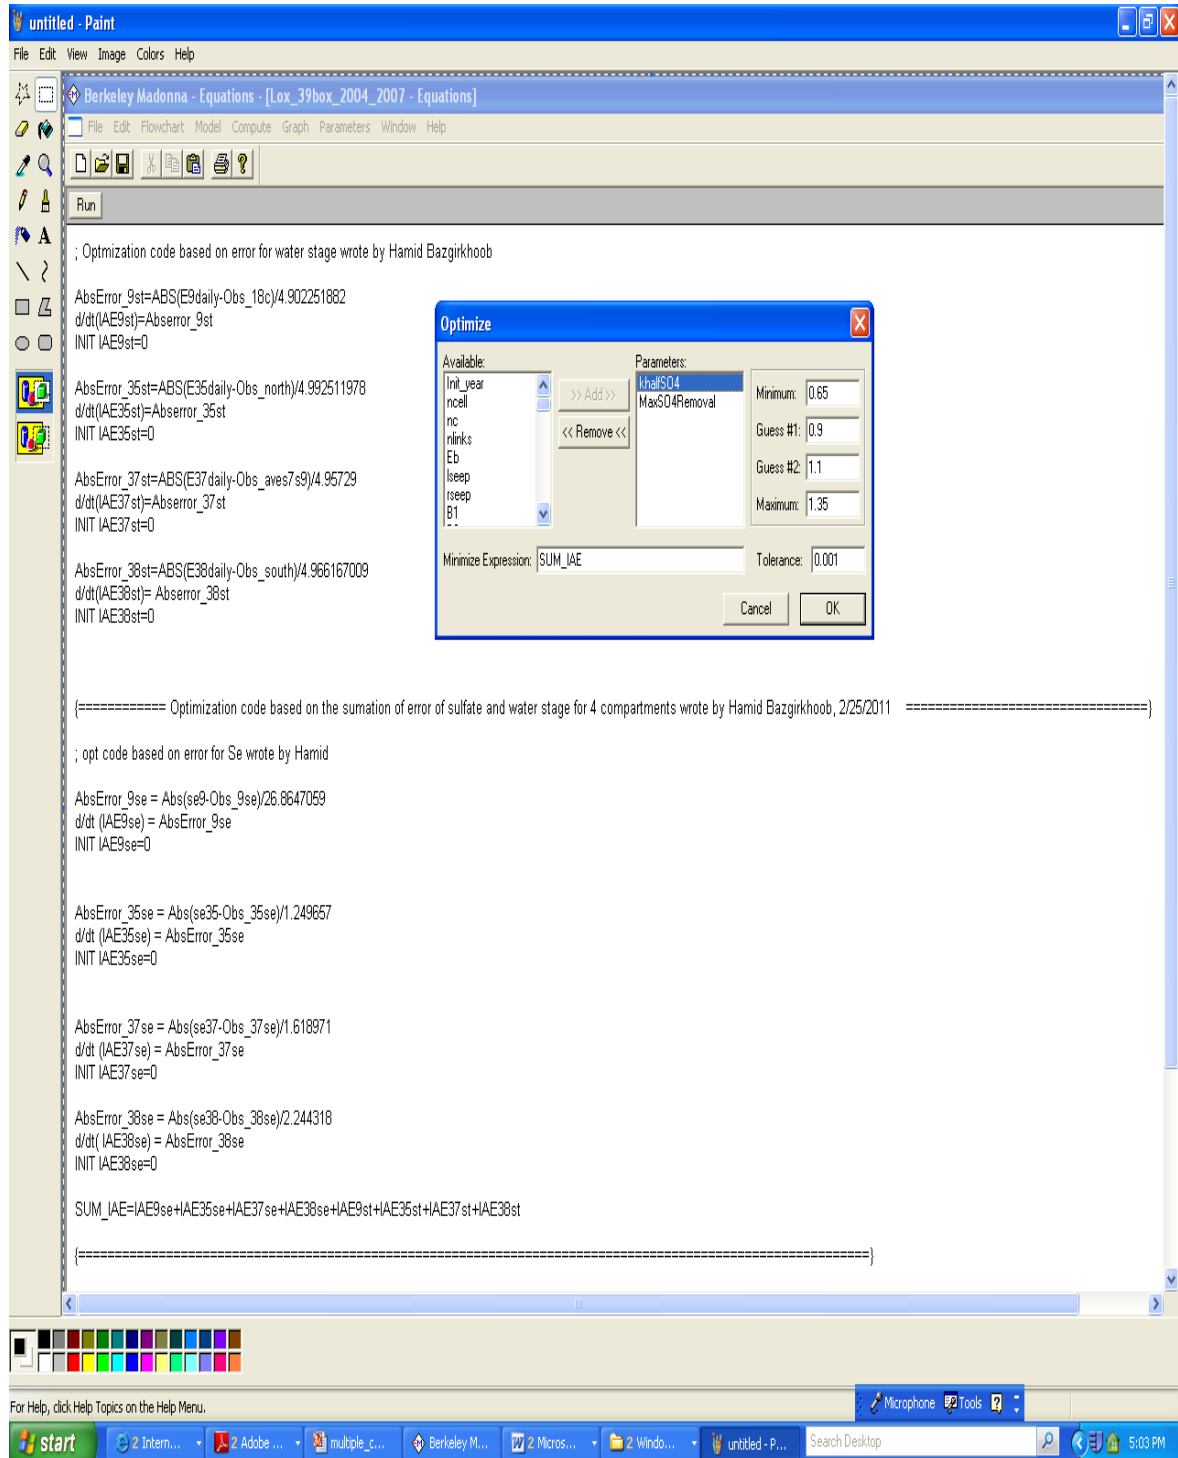 untitled - Paint
File Edit View Image Colors Help
Berkeley Madonna - Equations - [Lox_39box_2004_2007 - Equations]
File Edit Flowchart Model Compute Graph Parameters Window Help
Run
; Optmization code based on error for water stage wrote by Hamid Bazgirkhoob
AbsError_9st=ABS(E9daily-Obs_18c)/4.902251882
d/dt(IAE9st)=Abserror_9st
INIT IAE9st=0
AbsError_35st=ABS(E35daily-Obs_north)/4.992511978
d/dt(IAE35st)=Abserror_35st
INIT IAE35st=0
AbsError_37st=ABS(E37daily-Obs_aves7s9)/4.95729
d/dt(IAE37st)=Abserror_37st
INIT IAE37st=0
AbsError_38st=ABS(E38daily-Obs_south)/4.966167009
d/dt(IAE38st)= Abserror_38st
INIT IAE38st=0
Optimize
Available:
Init_year
ncell
nc
nlinks
Eb
lseep
rseep
B1
>> Add >>
<< Remove <<
Parameters:
khalfSO4
MaxSO4Removal
Minimum: 0.65
Guess #1: 0.9
Guess #2: 1.1
Maximum: 1.35
Minimize Expression: SUM_IAE
Tolerance: 0.001
Cancel OK
{============ Optimization code based on the sumation of error of sulfate and water stage for 4 compartments wrote by Hamid Bazgirkhoob, 2/25/2011 =================================}
; opt code based on error for Se wrote by Hamid
AbsError_9se = Abs(se9-Obs_9se)/26.8647059
d/dt (IAE9se) = AbsError_9se
INIT IAE9se=0
AbsError_35se = Abs(se35-Obs_35se)/1.249657
d/dt (IAE35se) = AbsError_35se
INIT IAE35se=0
AbsError_37se = Abs(se37-Obs_37se)/1.618971
d/dt (IAE37se) = AbsError_37se
INIT IAE37se=0
AbsError_38se = Abs(se38-Obs_38se)/2.244318
d/dt( IAE38se) = AbsError_38se
INIT IAE38se=0
SUM_IAE=IAE9se+IAE35se+IAE37se+IAE38se+IAE9st+IAE35st+IAE37st+IAE38st
{============================================================================================================}
For Help, click Help Topics on the Help Menu.
Microphone Tools
start
2 Intern...
2 Adobe ...
multiple_c...
Berkeley M...
2 Micros...
2 Windo...
untitled - P...
Search Desktop
5:03 PM